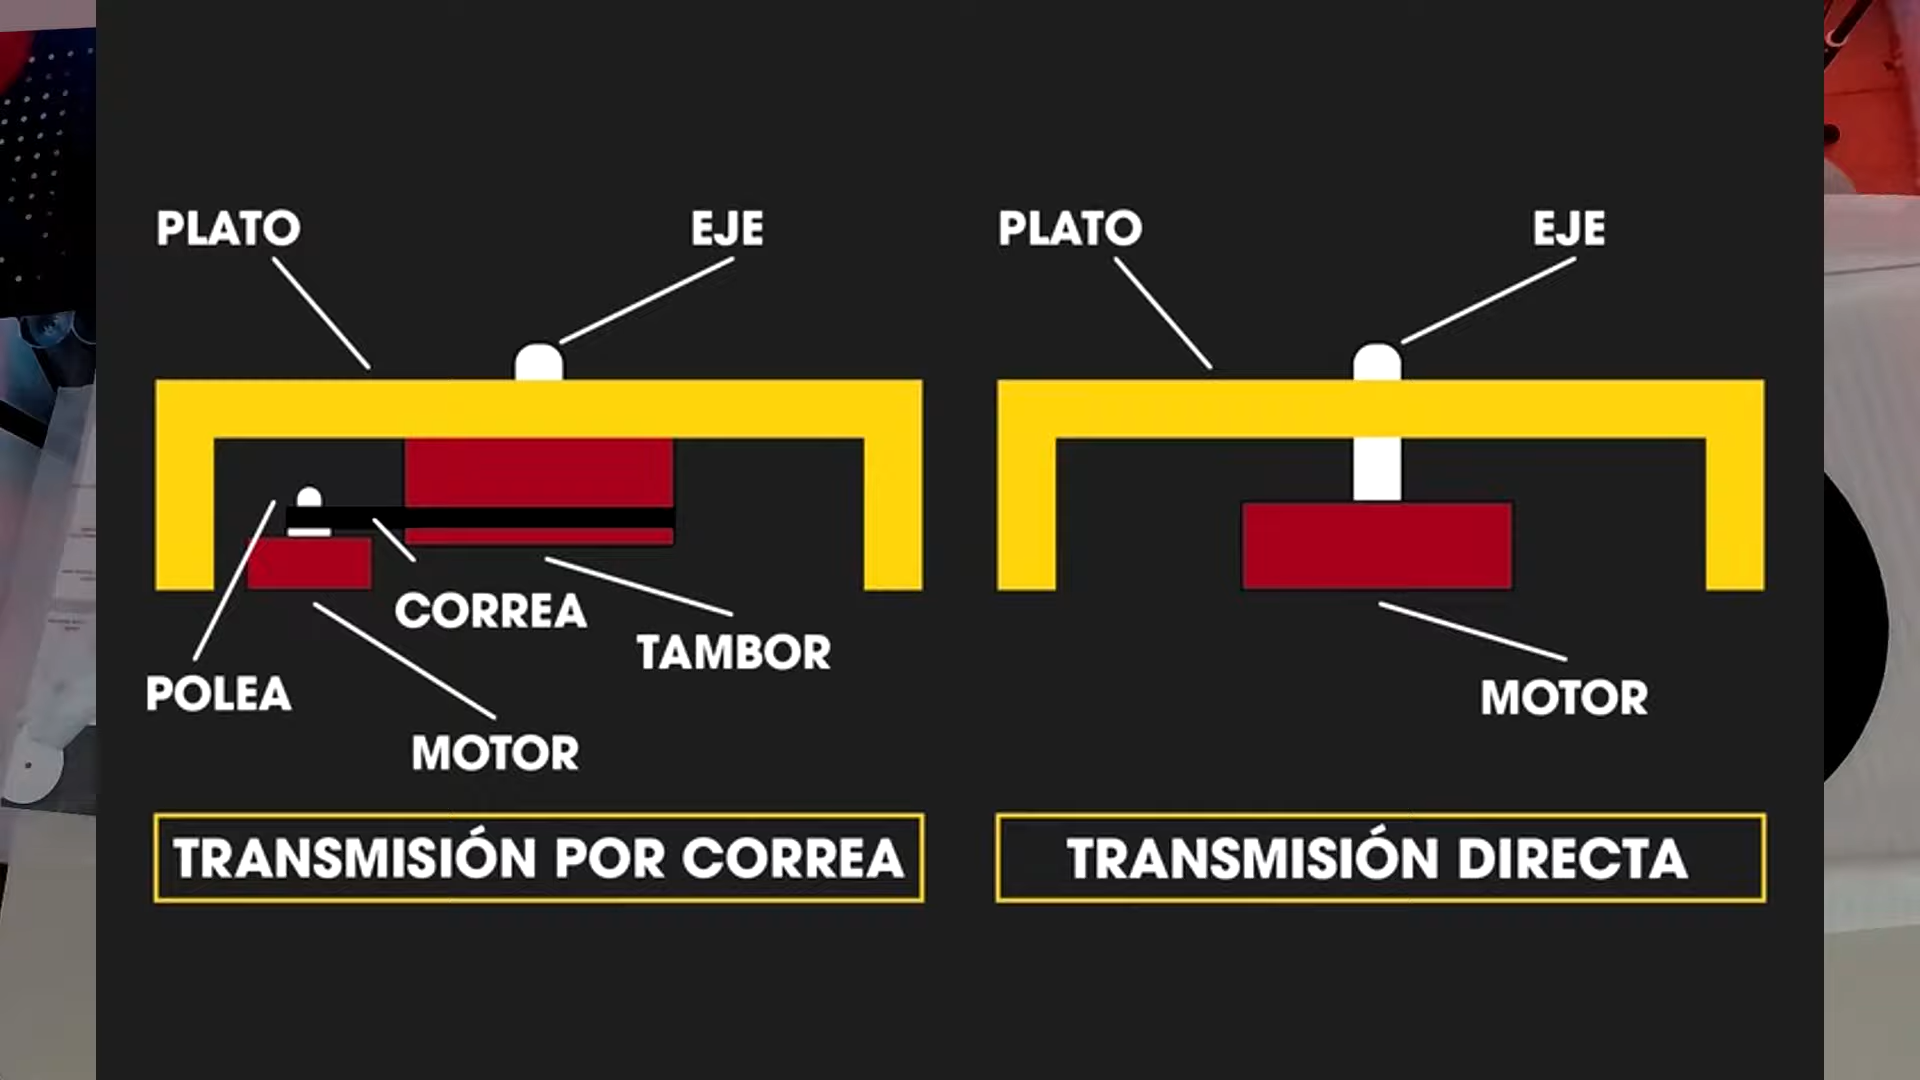 PLATO
EJE
CORREA
TAMBOR
POLEA
MOTOR
TRANSMISIÓN POR CORREA
PLATO
EJE
MOTOR
TRANSMISIÓN DIRECTA